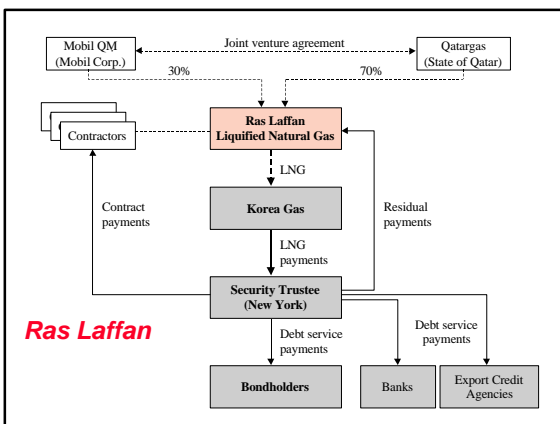 Mobil QM
(Mobil Corp.)
Joint venture agreement
Qatargas
(State of Qatar)
30%
70%
Contractors
Ras Laffan
Liquified Natural Gas
LNG
Contract
payments
Korea Gas
Residual
payments
LNG
payments
Security Trustee
(New York)
Ras Laffan
Debt service
payments
Debt service
payments
Bondholders
Banks
Export Credit
Agencies